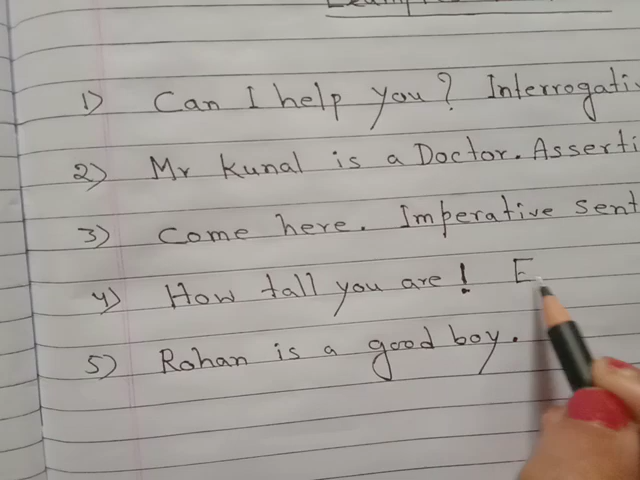 1) Can I help you? Interrogativ
2) Mr Kunal is a Doctor. Asserti
3) Come here. Imperative sent
4) How tall you are! E
5) Rohan is a good boy.